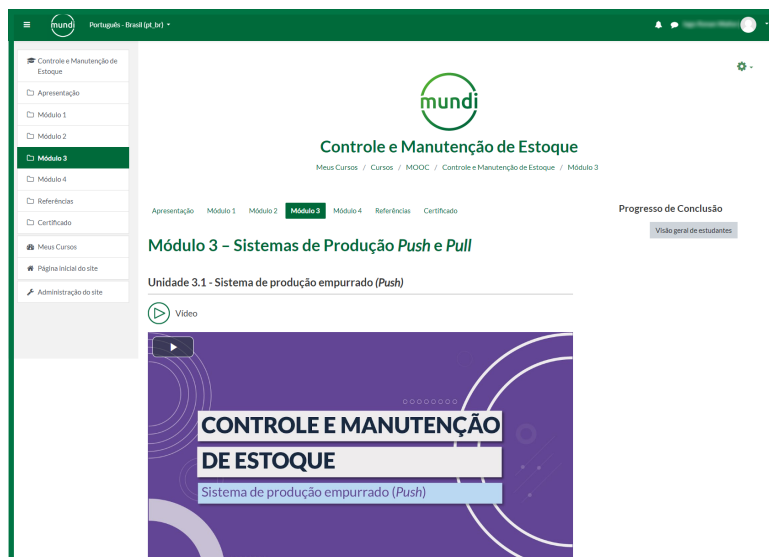 mundi
Português - Brasil (pt_br)
Controle e Manutenção de
Estoque
Apresentação
Módulo 1
Módulo 2
Módulo 3
Módulo 4
Referências
Certificado
Meus Cursos
Página inicial do site
Administração do site
mundi
Controle e Manutenção de Estoque
Meus Cursos / Cursos / MOOC / Controle e Manutenção de Estoque / Módulo 3
Apresentação Módulo 1 Módulo 2 Módulo 3 Módulo 4 Referências Certificado
Progresso de Conclusão
Visão geral de estudantes
Módulo 3 – Sistemas de Produção Push e Pull
Unidade 3.1 - Sistema de produção empurrado (Push)
Vídeo
CONTROLE E MANUTENÇÃO
DE ESTOQUE
Sistema de produção empurrado (Push)